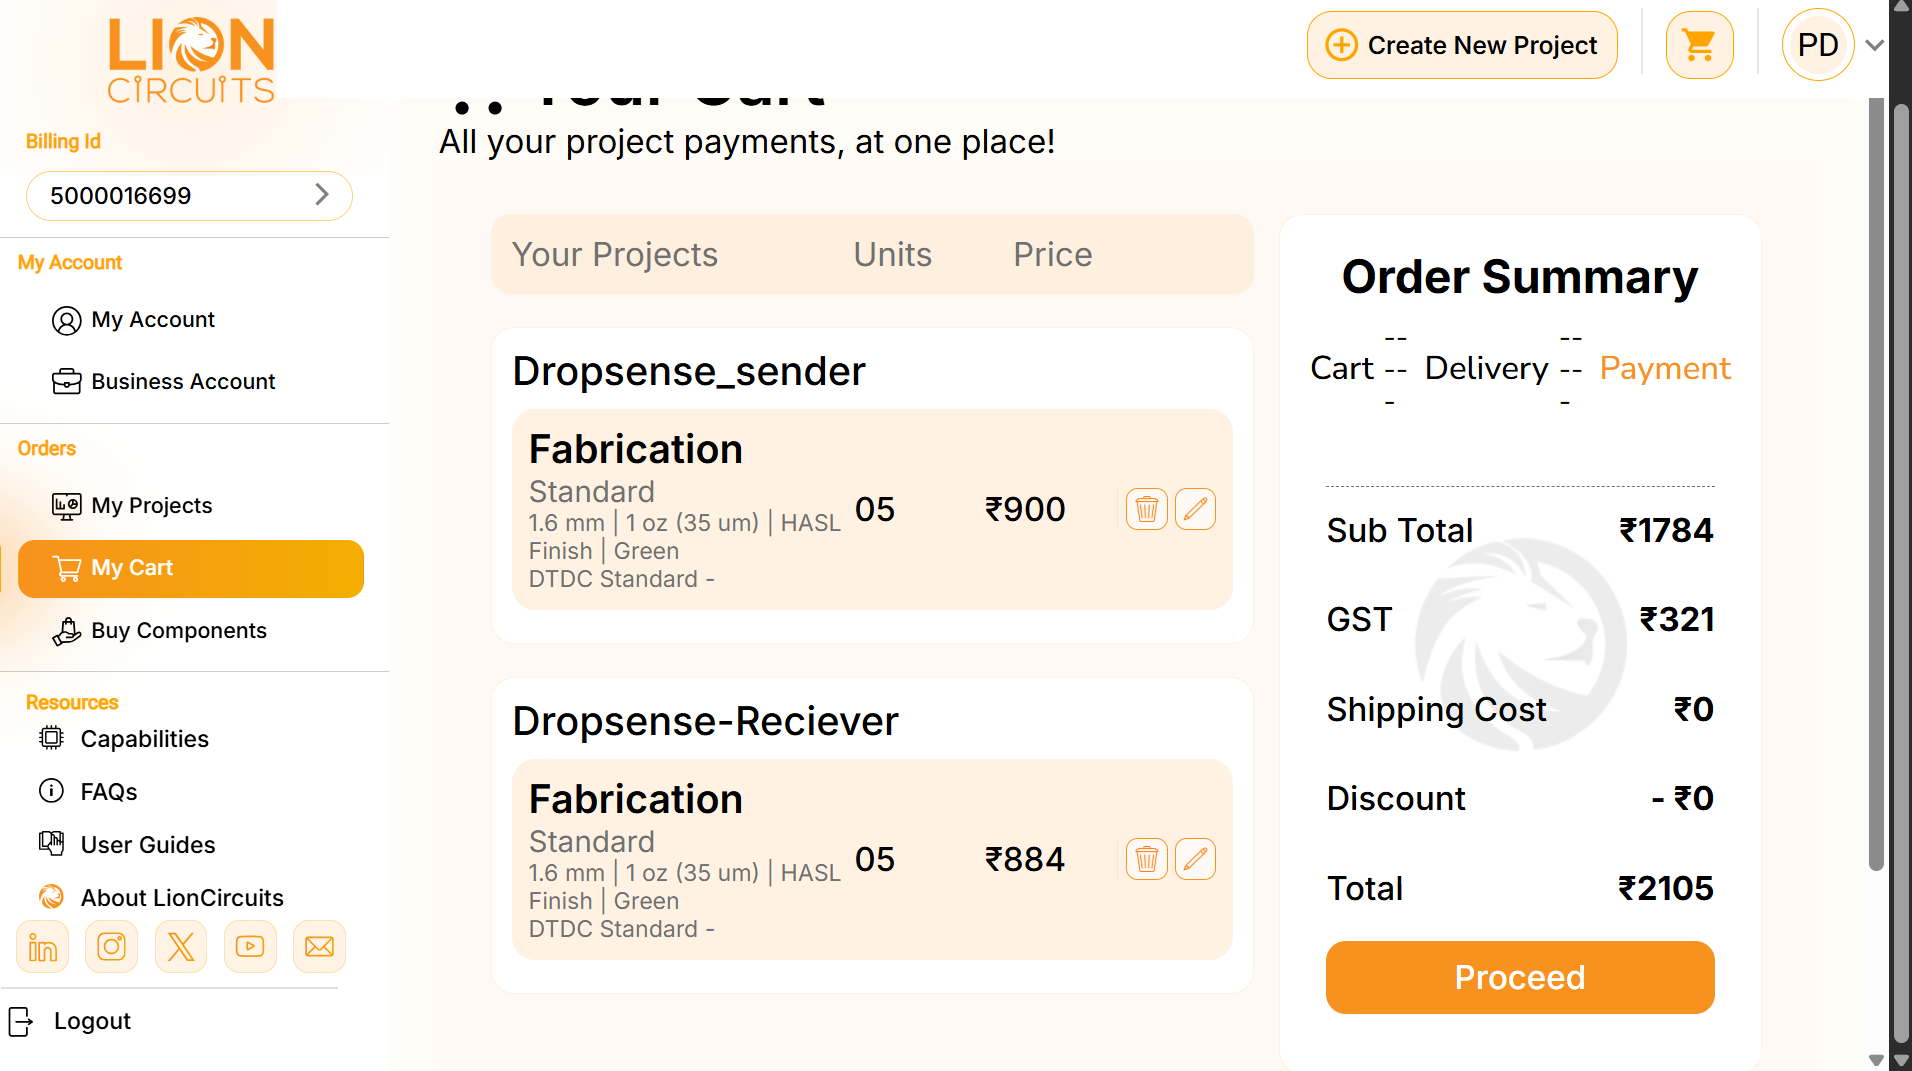 LION
CIRCUITS
Create New Project
PD
Billing Id
5000016699
My Account
My Account
Business Account
Orders
My Projects
My Cart
Buy Components
Resources
Capabilities
FAQs
User Guides
About LionCircuits
Logout
Your Cart
All your project payments, at one place!
Your Projects Units Price
Dropsense_sender
Fabrication
Standard
1.6 mm | 1 oz (35 um) | HASL
Finish | Green
DTDC Standard -
05 ₹900
Dropsense-Reciever
Fabrication
Standard
1.6 mm | 1 oz (35 um) | HASL
Finish | Green
DTDC Standard -
05 ₹884
Order Summary
Cart ----- Delivery ----- Payment
Sub Total ₹1784
GST ₹321
Shipping Cost ₹0
Discount - ₹0
Total ₹2105
Proceed